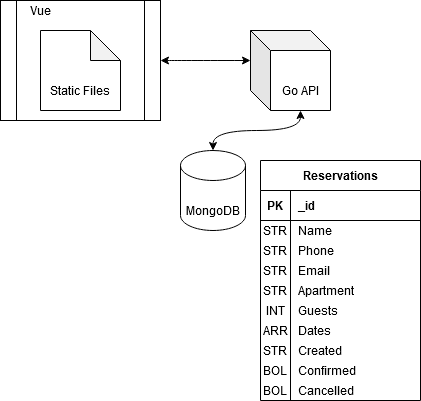 Vue
Static Files
Go API
MongoDB
Reservations
PK _id
STR Name
STR Phone
STR Email
STR Apartment
INT Guests
ARR Dates
STR Created
BOL Confirmed
BOL Cancelled